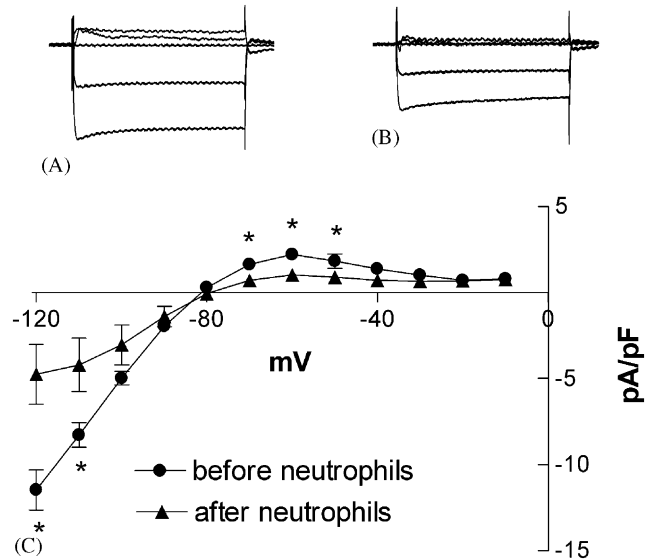 (A)
(B)
5
*
*
*
-120
-80
-40
0
mV
pA/pF
-5
-10
-15
*
*
before neutrophils
after neutrophils
(C)